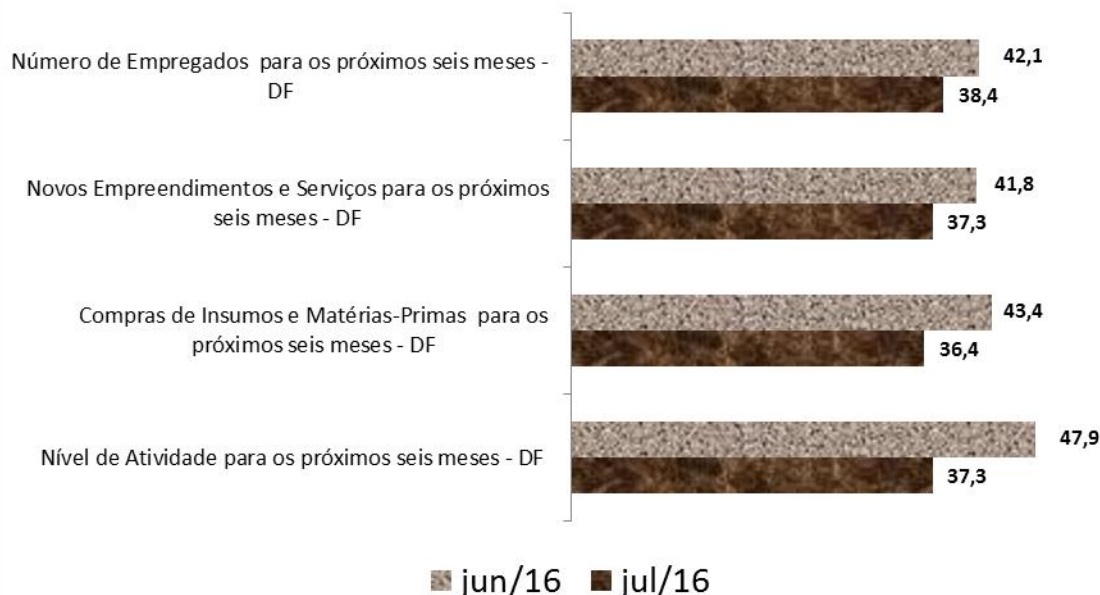 Número de Empregados para os próximos seis meses -
DF
42,1
38,4
Novos Empreendimentos e Serviços para os próximos
seis meses - DF
41,8
37,3
Compras de Insumos e Matérias-Primas para os
próximos seis meses - DF
43,4
36,4
Nível de Atividade para os próximos seis meses - DF
47,9
37,3
jun/16 jul/16